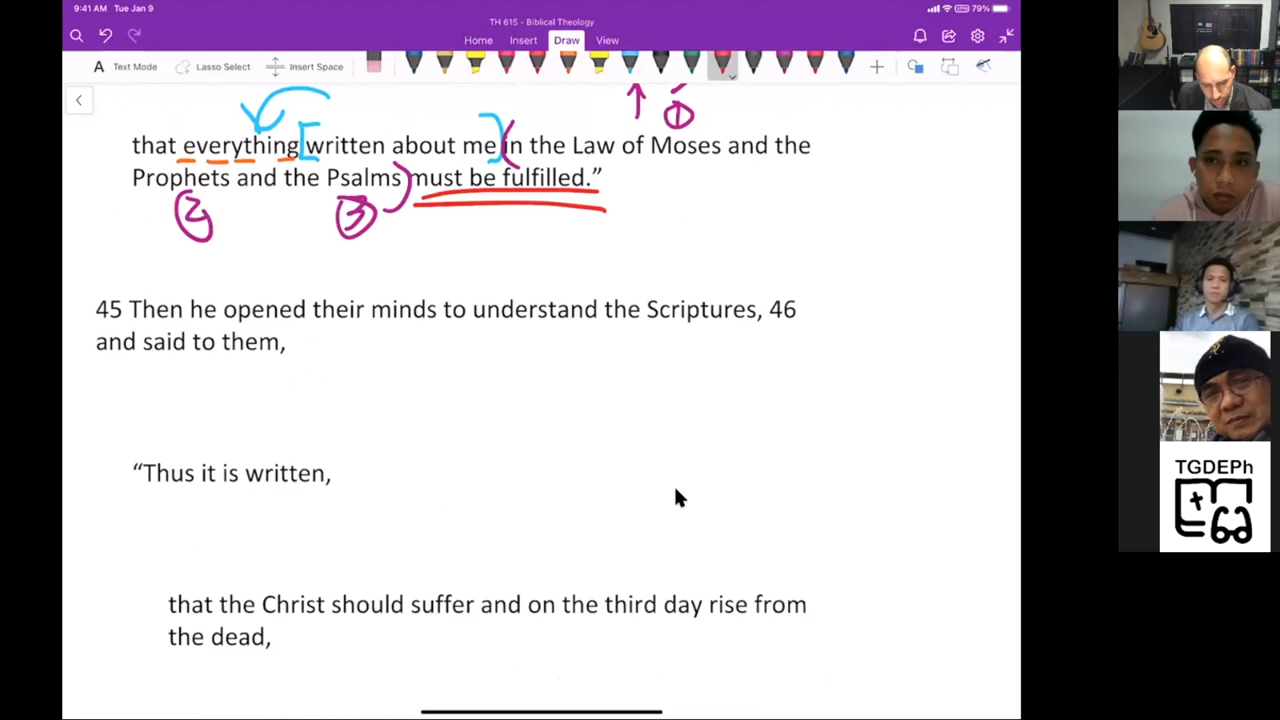 9:41 AM Tue Jan 9
79%
TH 615 - Biblical Theology
Home Insert Draw View
Text Mode Lasso Select Insert Space
1
that everything [written about me] (in the Law of Moses and the
Prophets and the Psalms) must be fulfilled.”
2 3
45 Then he opened their minds to understand the Scriptures, 46
and said to them,
“Thus it is written,
that the Christ should suffer and on the third day rise from
the dead,
TGDEPh